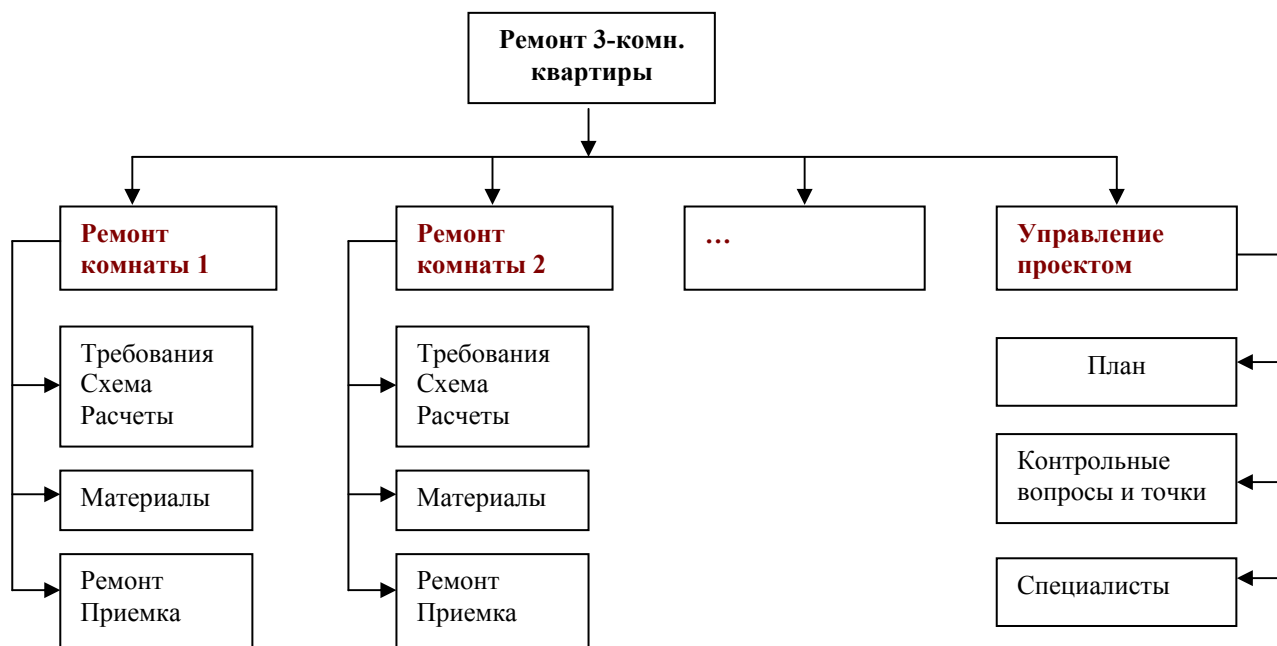 Ремонт 3-комн.
квартиры
Ремонт
комнаты 1
Ремонт
комнаты 2
...
Управление
проектом
Требования
Схема
Расчеты
Требования
Схема
Расчеты
План
Материалы
Материалы
Контрольные
вопросы и точки
Ремонт
Приемка
Ремонт
Приемка
Специалисты